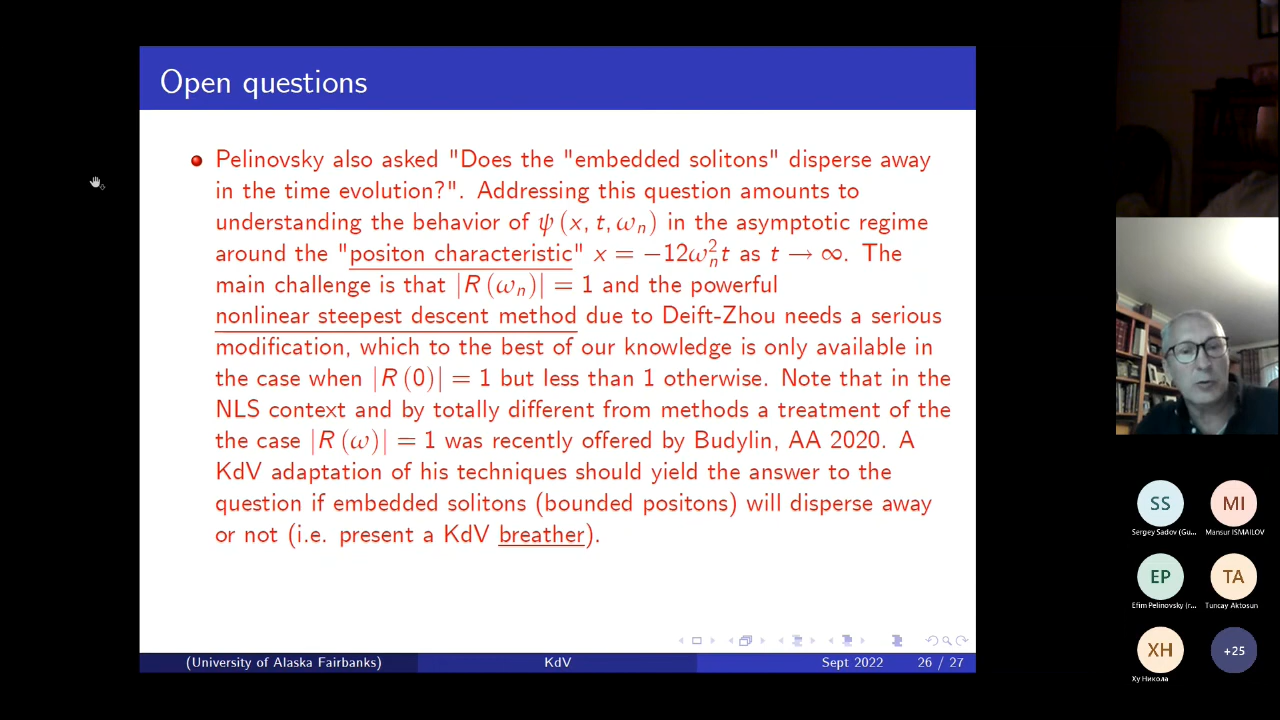 Open questions
Pelinovsky also asked "Does the "embedded solitons" disperse away
in the time evolution?". Addressing this question amounts to
understanding the behavior of ψ (x, t, ωₙ) in the asymptotic regime
around the "positon characteristic" x = −12ωₙ²t as t → ∞. The
main challenge is that |R (ωₙ)| = 1 and the powerful
nonlinear steepest descent method due to Deift-Zhou needs a serious
modification, which to the best of our knowledge is only available in
the case when |R (0)| = 1 but less than 1 otherwise. Note that in the
NLS context and by totally different from methods a treatment of the
the case |R (ω)| = 1 was recently offered by Budylin, AA 2020. A
KdV adaptation of his techniques should yield the answer to the
question if embedded solitons (bounded positons) will disperse away
or not (i.e. present a KdV breather).
(University of Alaska Fairbanks) KdV Sept 2022 26 / 27
SS MI
Sergey Sadov (Gu... Mansur ISMAILOV
EP TA
Efim Pelinovsky (r... Tuncay Aktosun
XH +25
Ху Никола